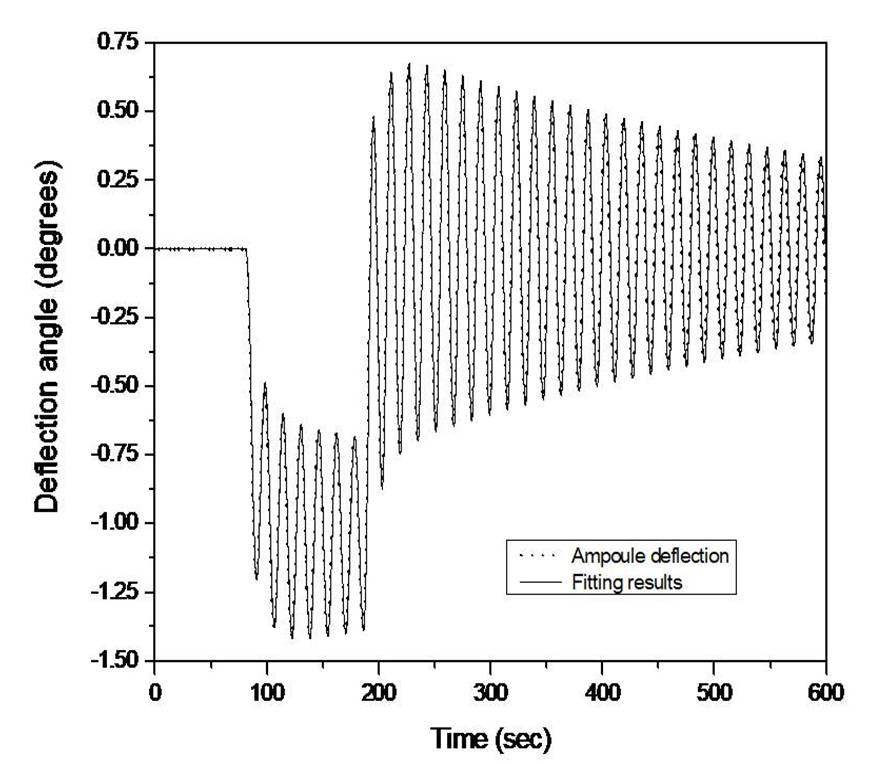 0.75
0.50
0.25
0.00
-0.25
-0.50
-0.75
-1.00
-1.25
-1.50
Deflection angle (degrees)
Ampoule deflection
Fitting results
0 100 200 300 400 500 600
Time (sec)